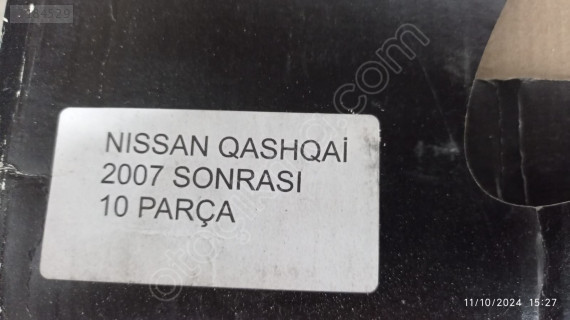 NISSAN QASHQAİ
2007 SONRASI
10 PARÇA
11/10/2024 15:27